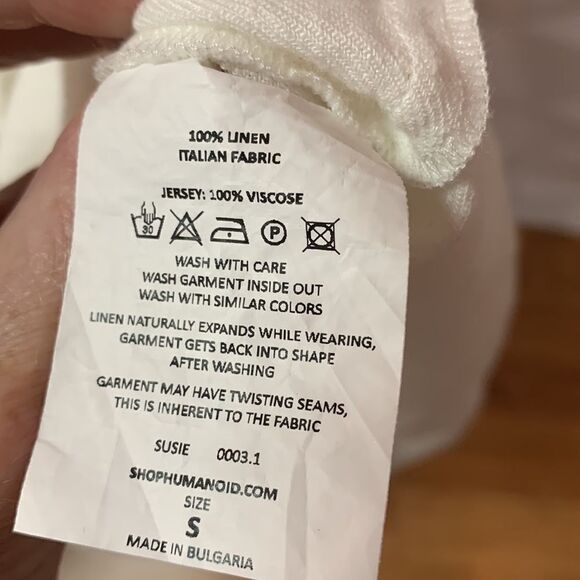 100% LINEN
ITALIAN FABRIC
JERSEY: 100% VISCOSE
30 P
WASH WITH CARE
WASH GARMENT INSIDE OUT
WASH WITH SIMILAR COLORS
LINEN NATURALLY EXPANDS WHILE WEARING,
GARMENT GETS BACK INTO SHAPE
AFTER WASHING
GARMENT MAY HAVE TWISTING SEAMS,
THIS IS INHERENT TO THE FABRIC
SUSIE 0003.1
SHOPHUMANOID.COM
SIZE
S
MADE IN BULGARIA